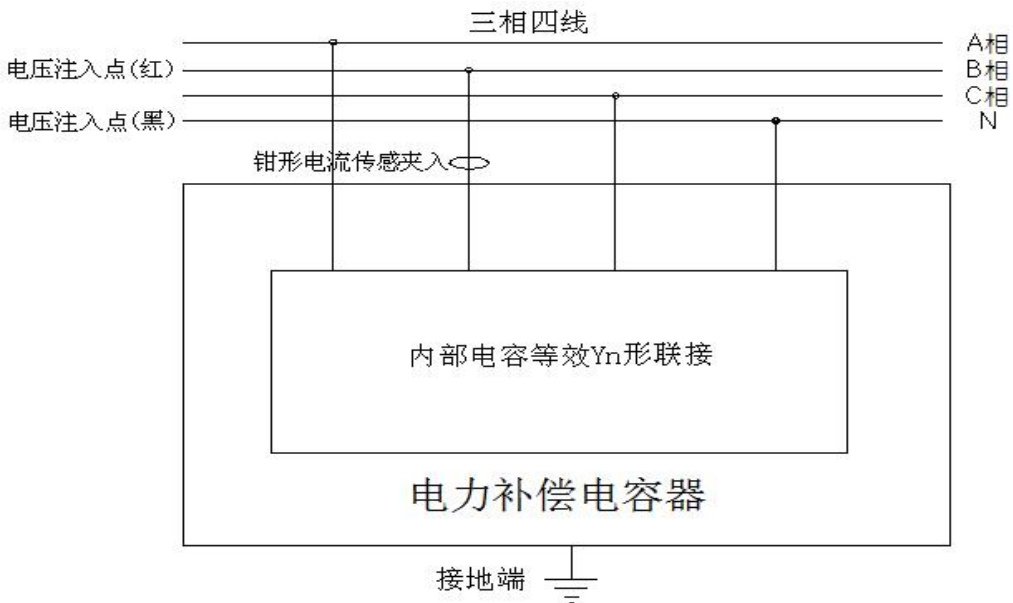 三相四线
A相
电压注入点(红)
B相
C相
电压注入点(黑)
N
钳形电流传感夹入
内部电容等效Yn形联接
电力补偿电容器
接地端